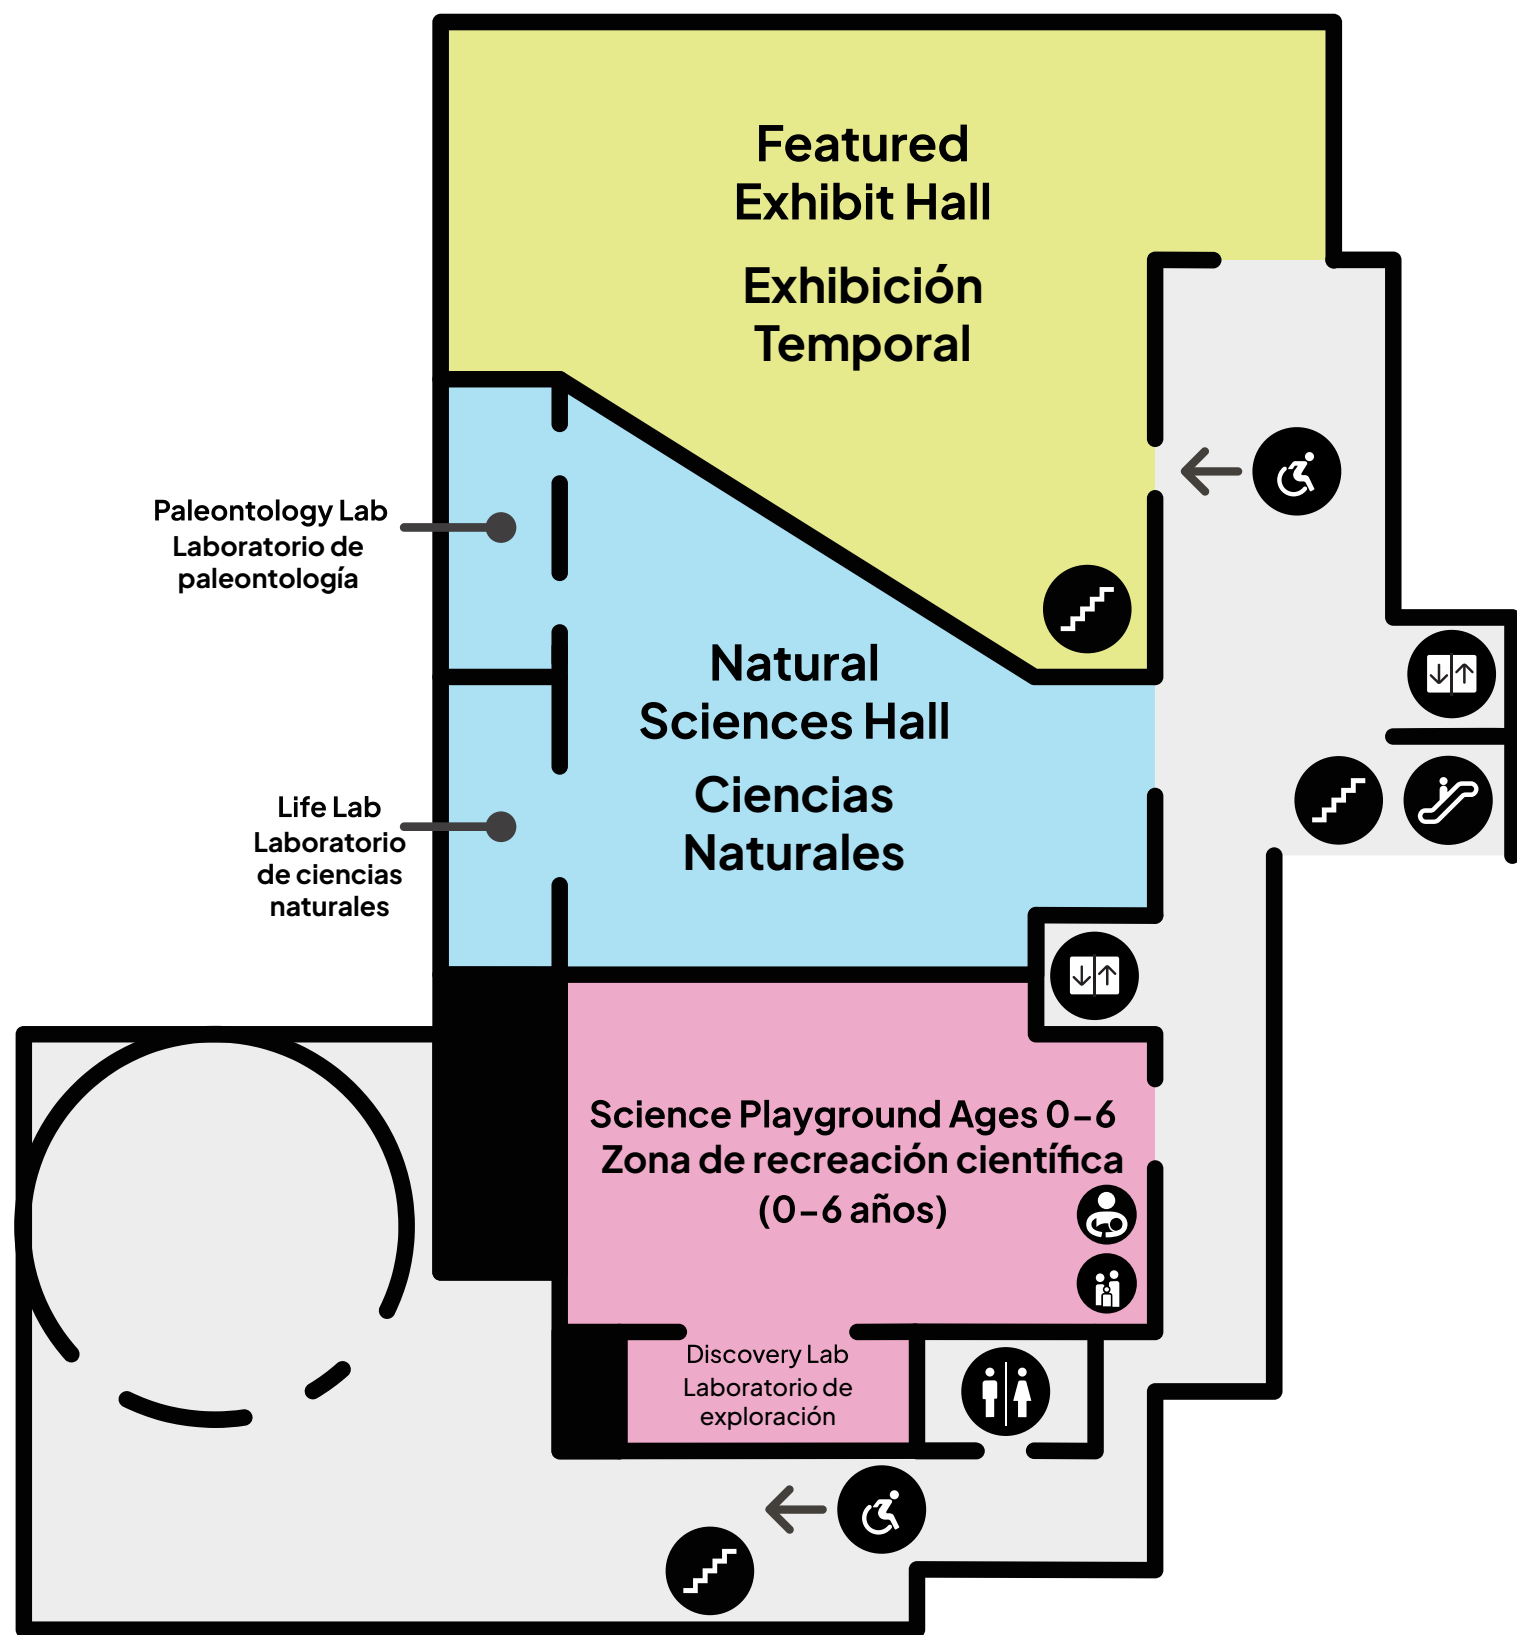 Featured
Exhibit Hall
Exhibición
Temporal
Paleontology Lab
Laboratorio de
paleontología
Natural
Sciences Hall
Ciencias
Naturales
Life Lab
Laboratorio
de ciencias
naturales
Science Playground Ages 0–6
Zona de recreación científica
(0–6 años)
Discovery Lab
Laboratorio de
exploración